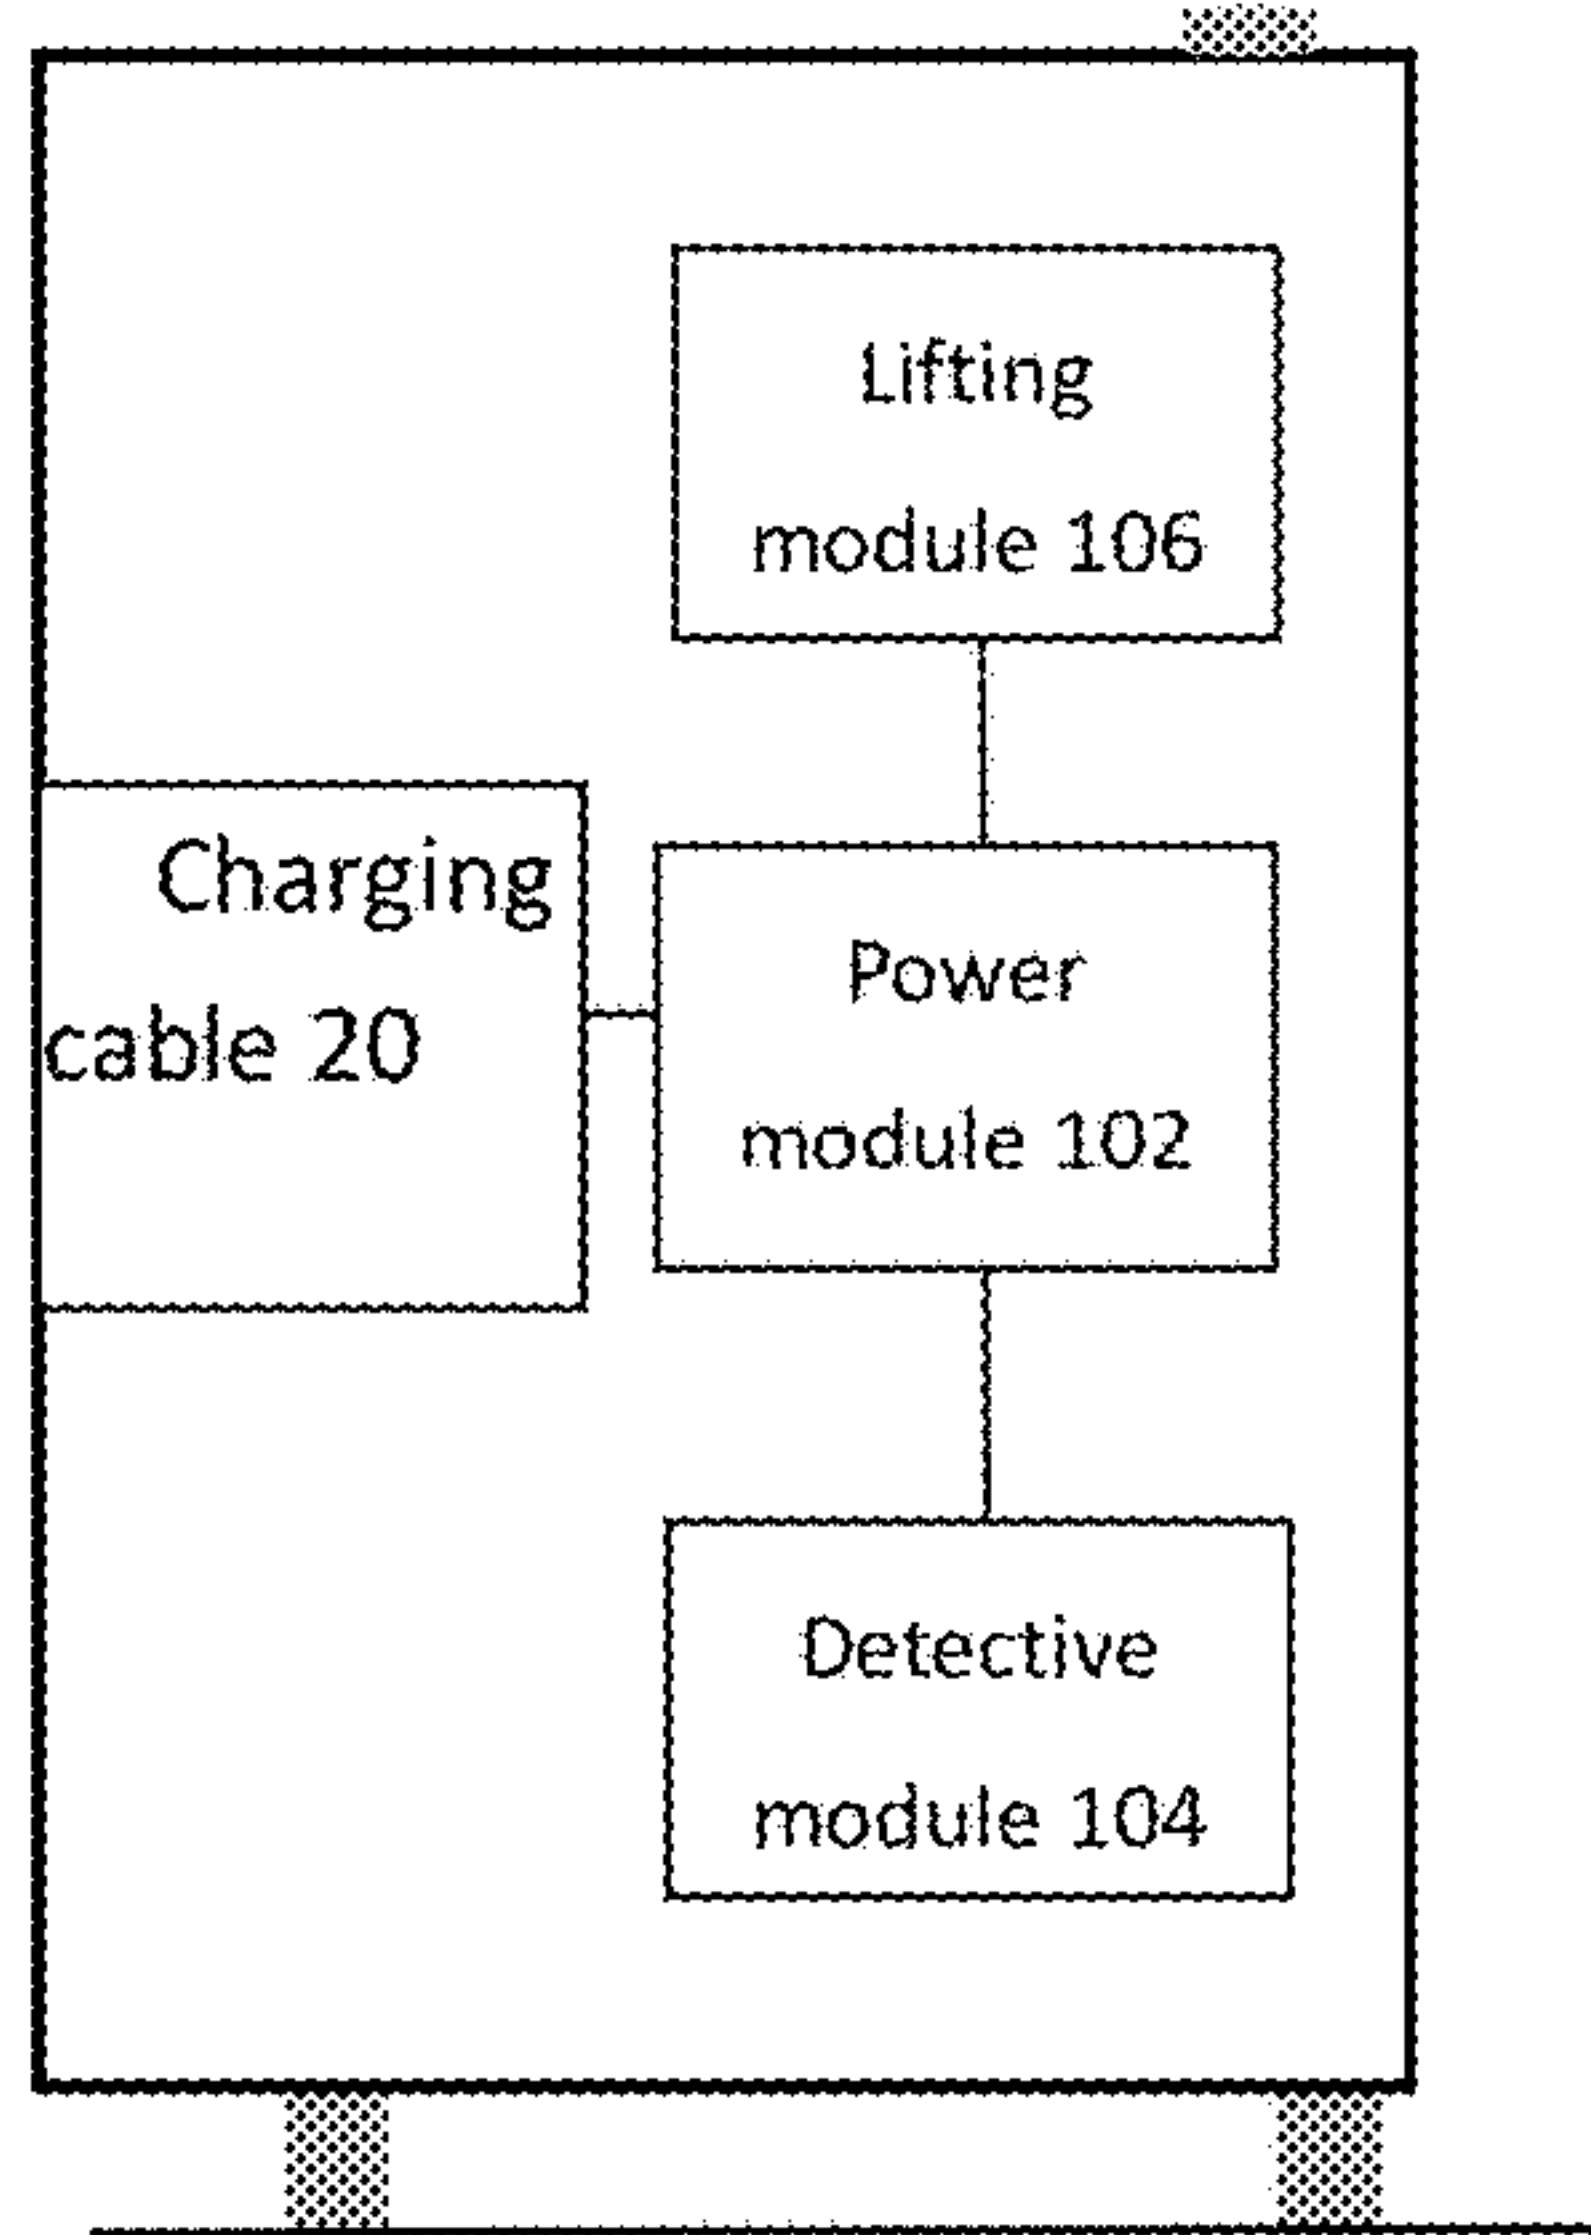 Lifting
module 106
Charging
cable 20
Power
module 102
Detective
module 104